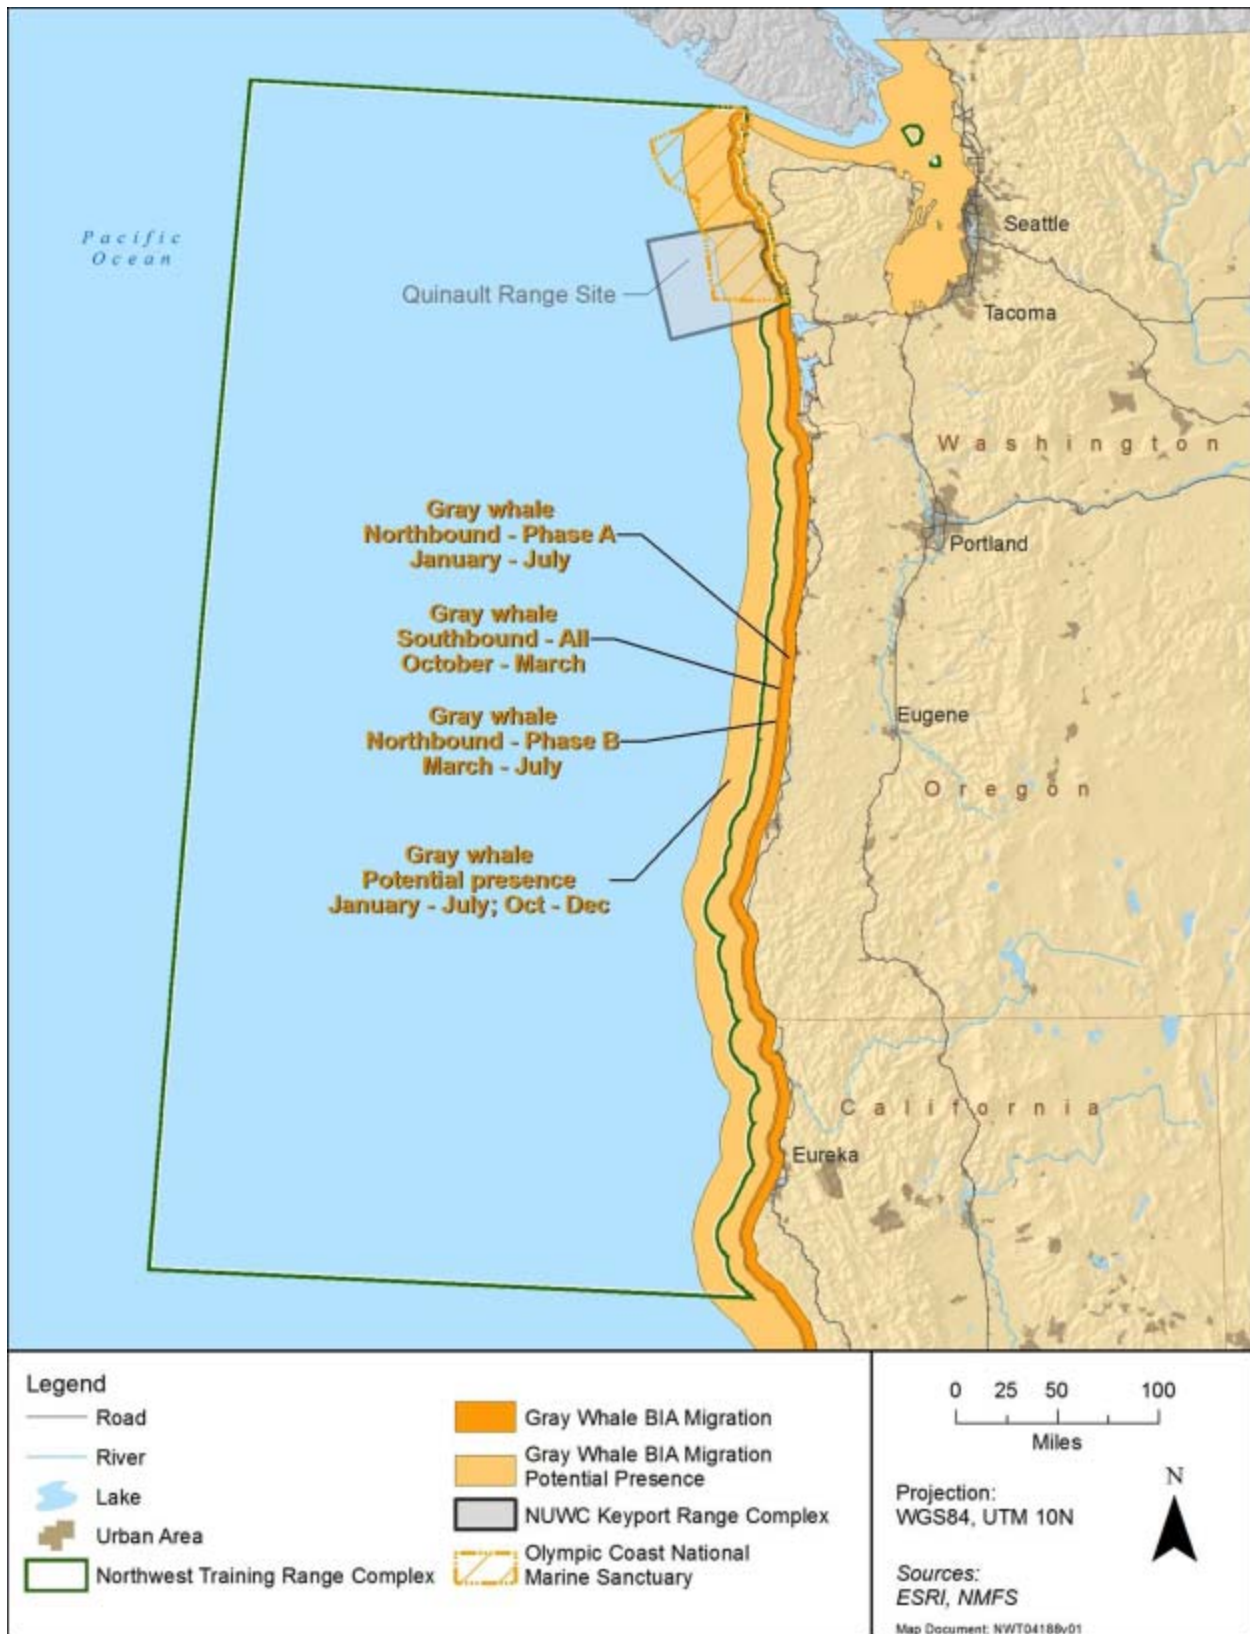 Pacific
Ocean
Seattle
Quinault Range Site
Tacoma
Washington
Gray whale
Northbound - Phase A
January - July
Portland
Gray whale
Southbound - All
October - March
Gray whale
Northbound - Phase B
March - July
Eugene
Oregon
Gray whale
Potential presence
January - July; Oct - Dec
California
Eureka
Legend
Road
River
Lake
Urban Area
Northwest Training Range Complex
Gray Whale BIA Migration
Gray Whale BIA Migration
Potential Presence
NUWC Keyport Range Complex
Olympic Coast National
Marine Sanctuary
0 25 50 100
Miles
N
Projection:
WGS84, UTM 10N
Sources:
ESRI, NMFS
Map Document: NWT04188v01